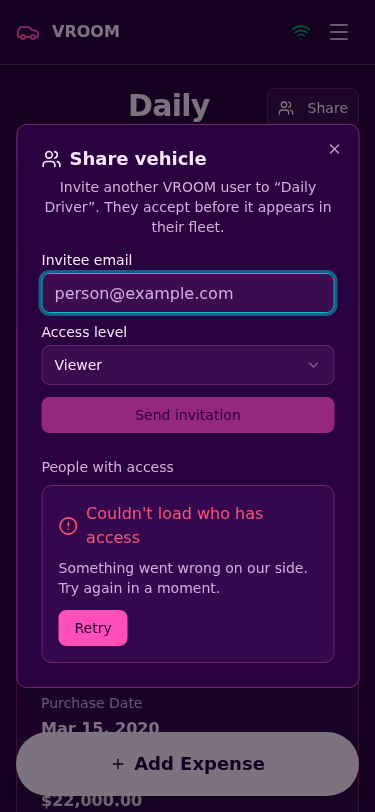 VROOM
Daily
Share
Share vehicle
Invite another VROOM user to “Daily
Driver”. They accept before it appears in
their fleet.
Invitee email
person@example.com
Access level
Viewer
Send invitation
People with access
Couldn't load who has
access
Something went wrong on our side.
Try again in a moment.
Retry
Purchase Date
Mar 15, 2020
+ Add Expense
$22,000.00